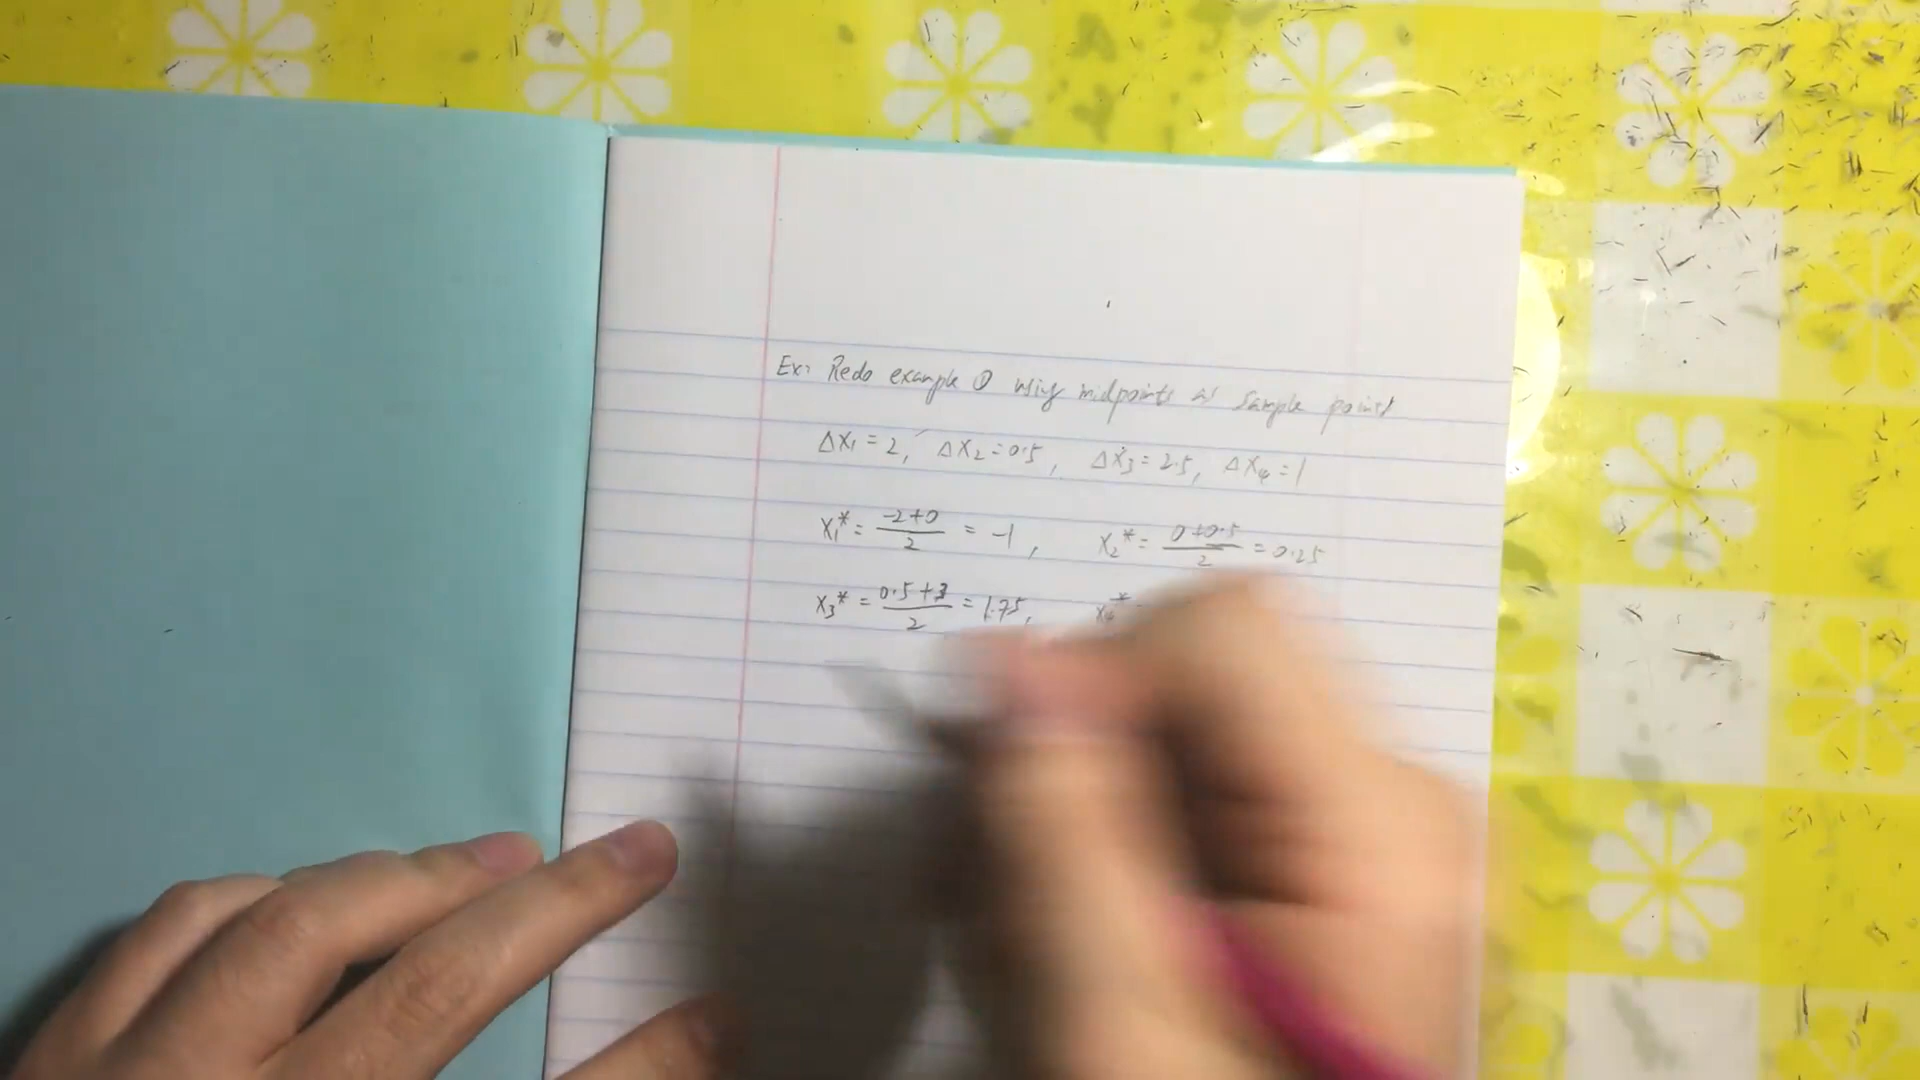 Ex: Redo example ① using midpoints as sample point
Δx₁ = 2, Δx₂ = 0.5, Δx₃ = 2.5, Δx₄ = 1
x₁* = (-2+0)/2 = -1, x₂* = (0+0.5)/2 = 0.25
x₃* = (0.5+3)/2 = 1.75, x₄*